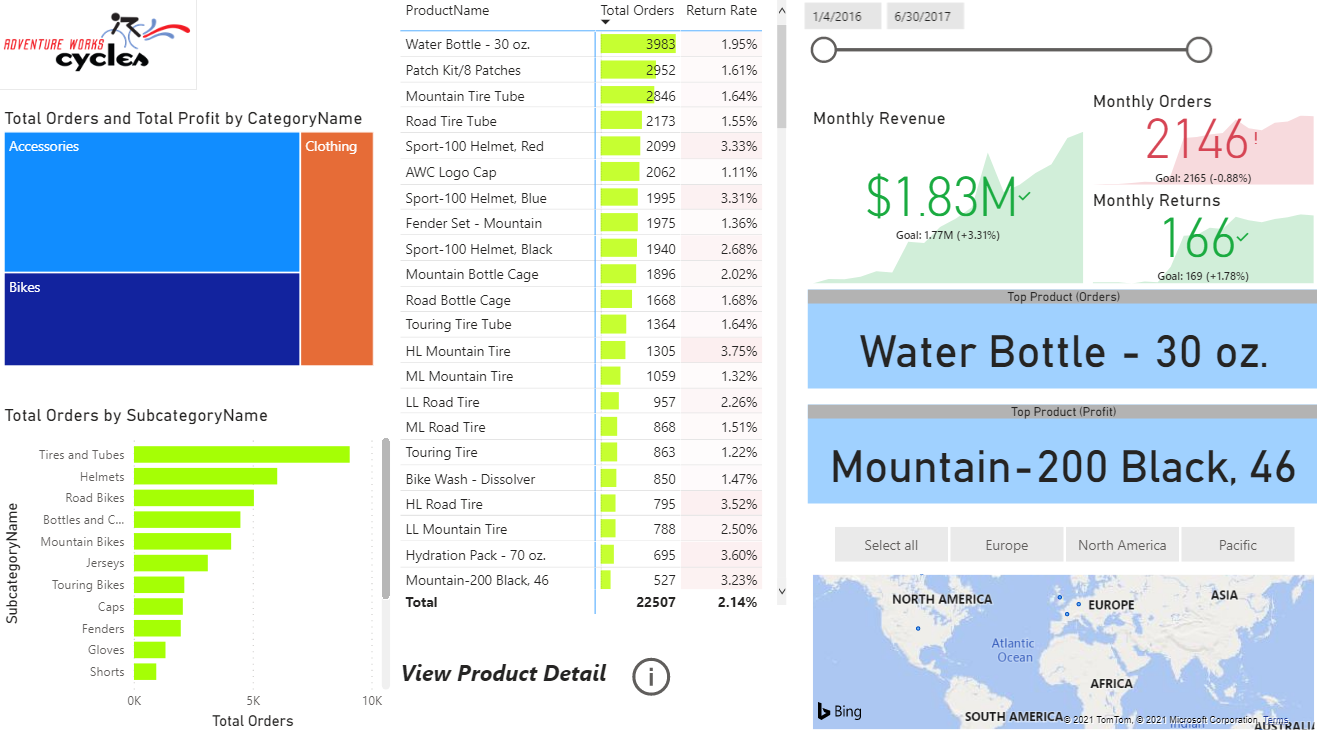 ADVENTURE WORKS
cycles
Total Orders and Total Profit by CategoryName
Accessories
Clothing
Bikes
Total Orders by SubcategoryName
SubcategoryName
Tires and Tubes
Helmets
Road Bikes
Bottles and C...
Mountain Bikes
Jerseys
Touring Bikes
Caps
Fenders
Gloves
Shorts
0K 5K 10K
Total Orders
ProductName Total Orders Return Rate
Water Bottle - 30 oz. 3983 1.95%
Patch Kit/8 Patches 2952 1.61%
Mountain Tire Tube 2846 1.64%
Road Tire Tube 2173 1.55%
Sport-100 Helmet, Red 2099 3.33%
AWC Logo Cap 2062 1.11%
Sport-100 Helmet, Blue 1995 3.31%
Fender Set - Mountain 1975 1.36%
Sport-100 Helmet, Black 1940 2.68%
Mountain Bottle Cage 1896 2.02%
Road Bottle Cage 1668 1.68%
Touring Tire Tube 1364 1.64%
HL Mountain Tire 1305 3.75%
ML Mountain Tire 1059 1.32%
LL Road Tire 957 2.26%
ML Road Tire 868 1.51%
Touring Tire 863 1.22%
Bike Wash - Dissolver 850 1.47%
HL Road Tire 795 3.52%
LL Mountain Tire 788 2.50%
Hydration Pack - 70 oz. 695 3.60%
Mountain-200 Black, 46 527 3.23%
Total 22507 2.14%
View Product Detail
i
1/4/2016 6/30/2017
Monthly Revenue
$1.83M
Goal: 1.77M (+3.31%)
Monthly Orders
2146!
Goal: 2165 (-0.88%)
Monthly Returns
166
Goal: 169 (+1.78%)
Top Product (Orders)
Water Bottle - 30 oz.
Top Product (Profit)
Mountain-200 Black, 46
Select all Europe North America Pacific
NORTH AMERICA
EUROPE
ASIA
Atlantic
Ocean
AFRICA
SOUTH AMERICA
Indian
AUSTRALIA
Bing
© 2021 TomTom, © 2021 Microsoft Corporation, Terms